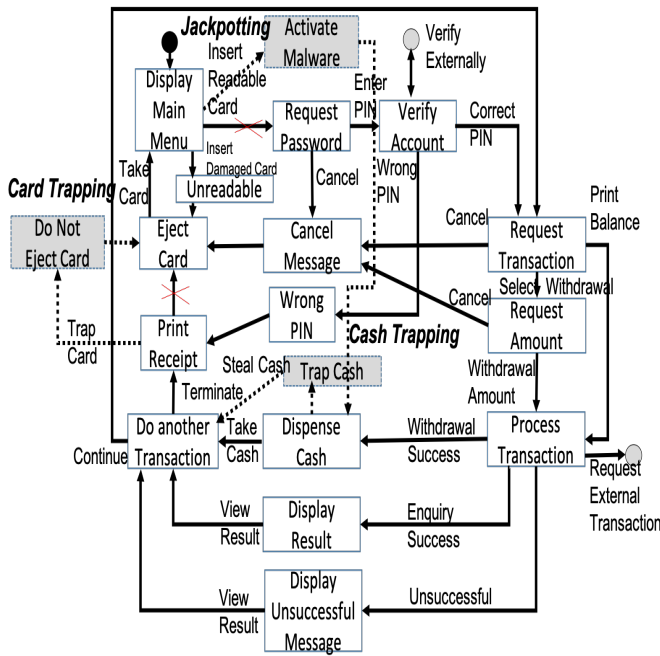 Jackpotting
Activate
Malware
Verify
Externally
Insert
Readable
Card
Display
Main
Menu
Enter
PIN
Request
Password
Verify
Account
Correct
PIN
Insert
Damaged Card
Take
Card
Unreadable
Cancel
Wrong
PIN
Card Trapping
Do Not
Eject Card
Eject
Card
Cancel
Message
Cancel
Request
Transaction
Print
Balance
Select
Withdrawal
Wrong
PIN
Cancel
Request
Amount
Trap
Card
Print
Receipt
Cash Trapping
Steal Cash
Trap Cash
Withdrawal
Amount
Terminate
Do another
Transaction
Take
Cash
Dispense
Cash
Withdrawal
Success
Process
Transaction
Continue
Request
External
Transaction
View
Result
Display
Result
Enquiry
Success
View
Result
Display
Unsuccessful
Message
Unsuccessful